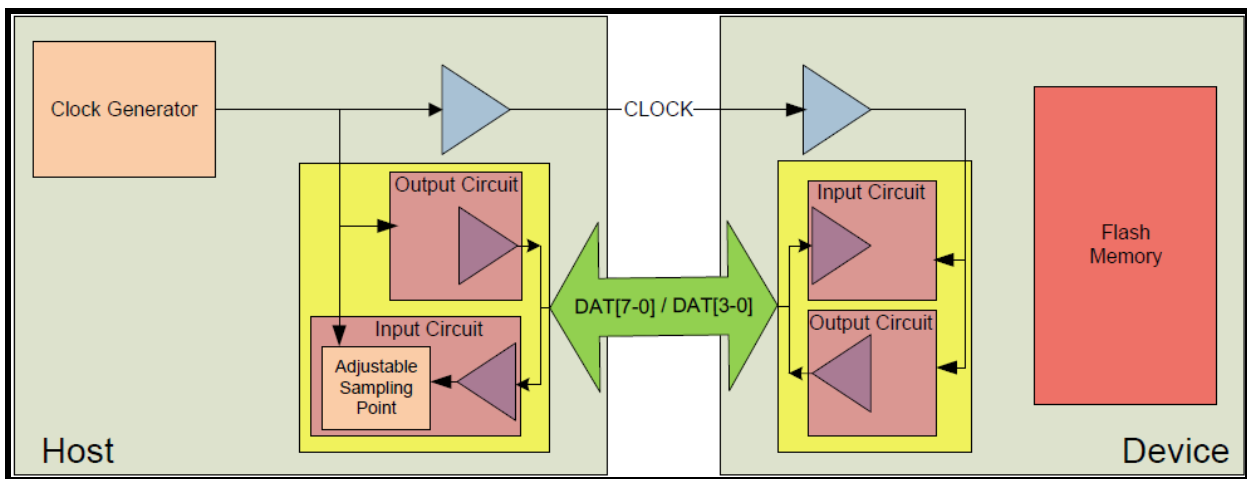 Clock Generator
CLOCK
Output Circuit
Input Circuit
Adjustable
Sampling
Point
DAT[7-0] / DAT[3-0]
Input Circuit
Output Circuit
Flash
Memory
Host
Device